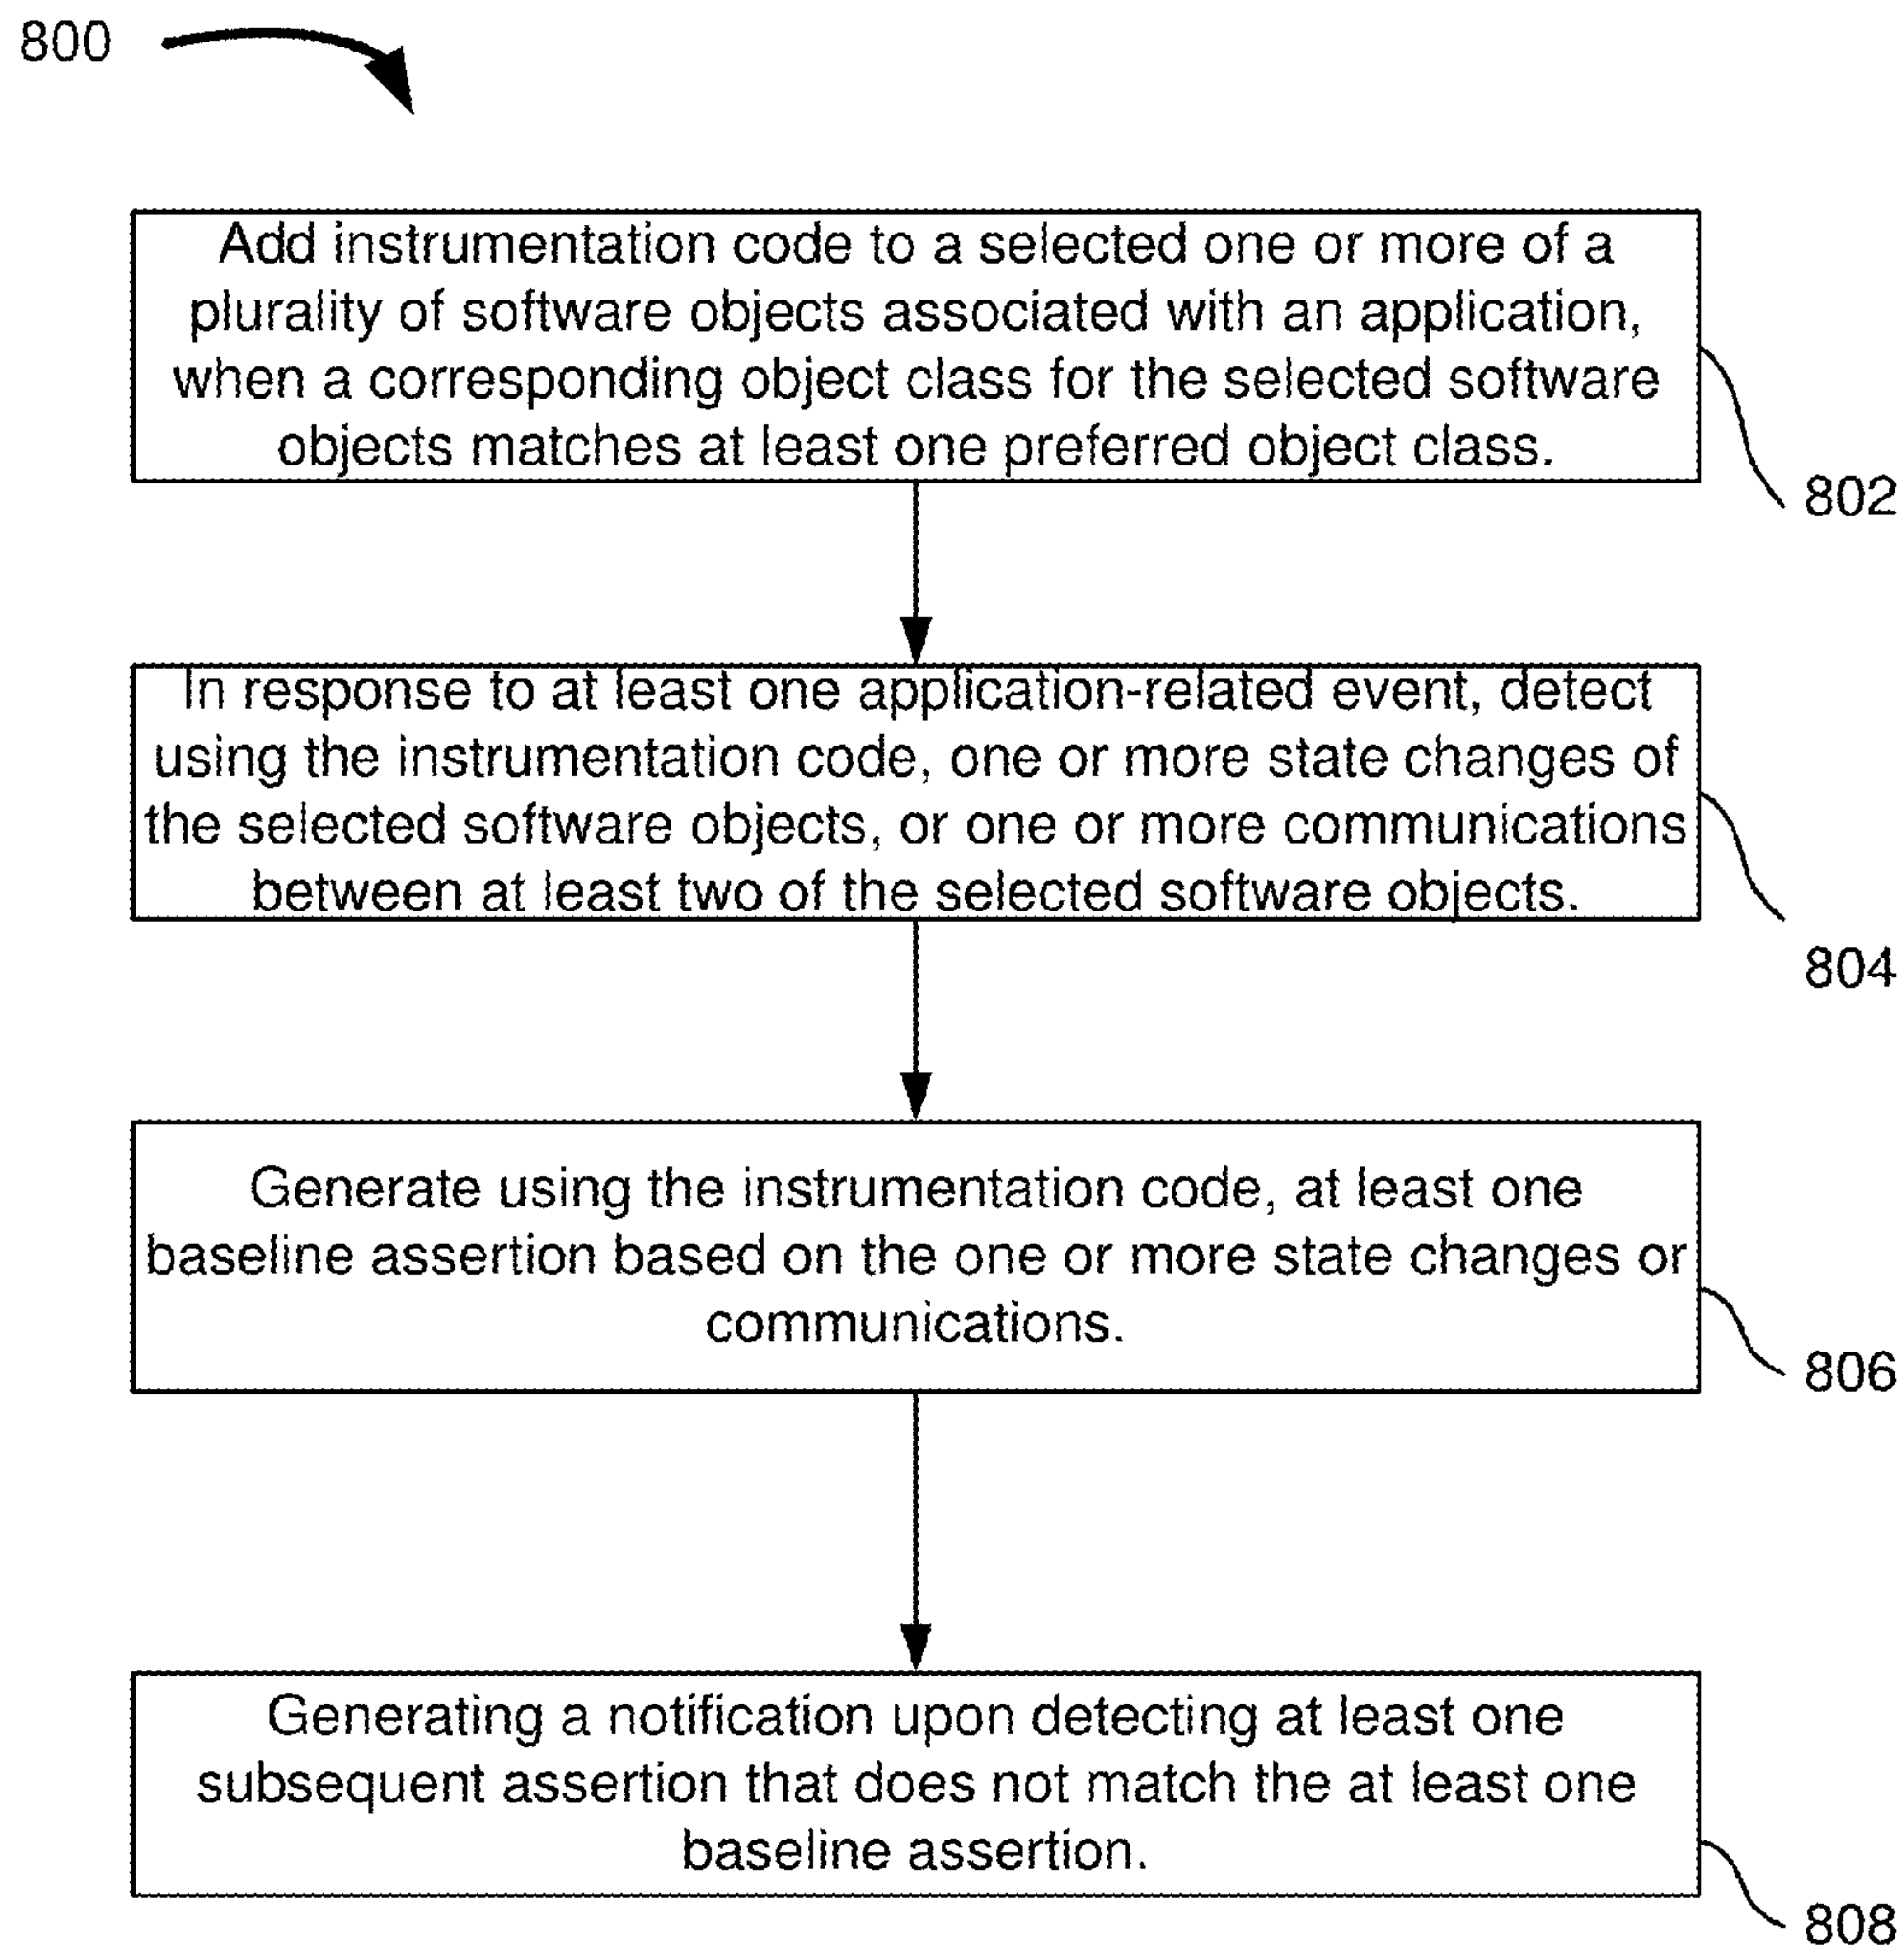 800
Add instrumentation code to a selected one or more of a
plurality of software objects associated with an application,
when a corresponding object class for the selected software
objects matches at least one preferred object class.
802
In response to at least one application-related event, detect
using the instrumentation code, one or more state changes of
the selected software objects, or one or more communications
between at least two of the selected software objects.
804
Generate using the instrumentation code, at least one
baseline assertion based on the one or more state changes or
communications.
806
Generating a notification upon detecting at least one
subsequent assertion that does not match the at least one
baseline assertion.
808